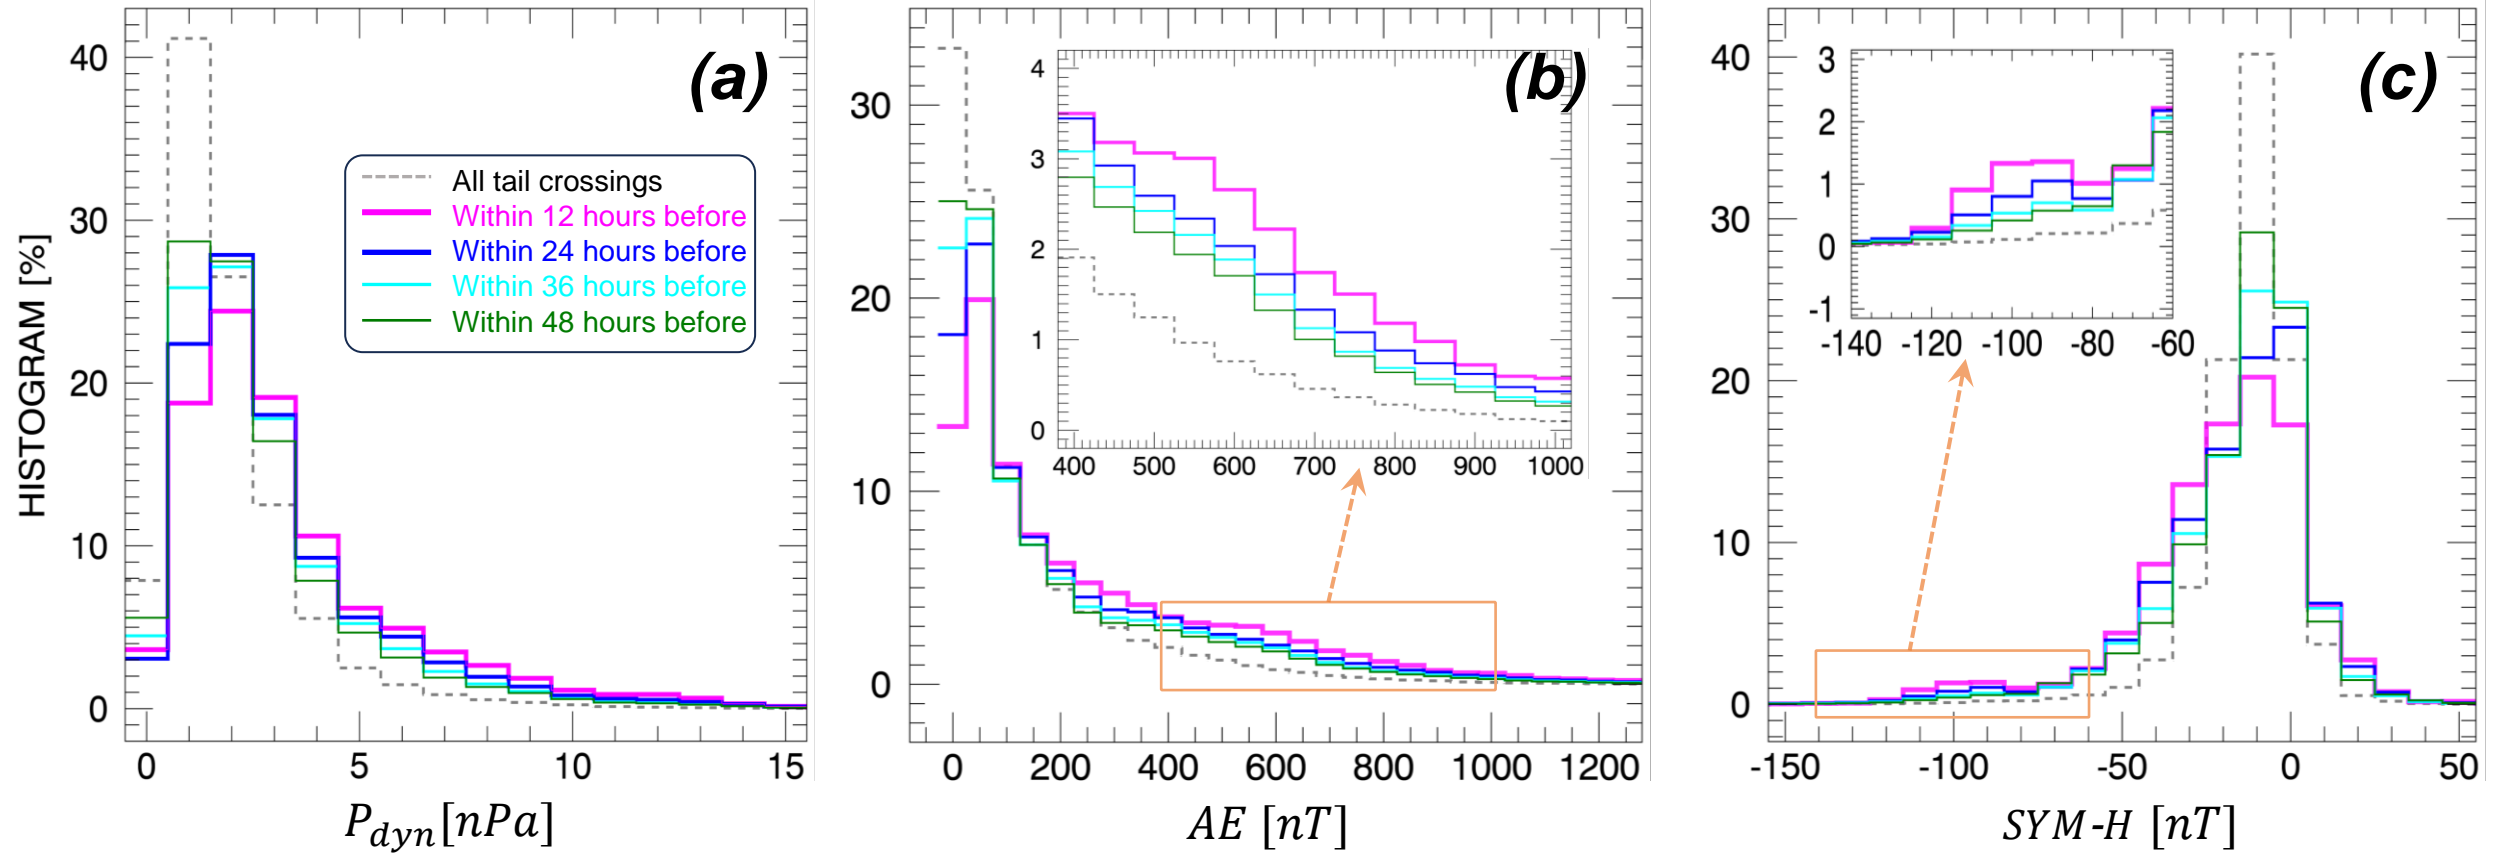 HISTOGRAM [%]
40
30
20
10
0
(a)
All tail crossings
Within 12 hours before
Within 24 hours before
Within 36 hours before
Within 48 hours before
0 5 10 15
P_dyn[nPa]
30
20
10
0
(b)
4
3
2
1
0
400 500 600 700 800 900 1000
0 200 400 600 800 1000 1200
AE [nT]
40
30
20
10
0
(c)
3
2
1
0
-1
-140 -120 -100 -80 -60
-150 -100 -50 0 50
SYM-H [nT]